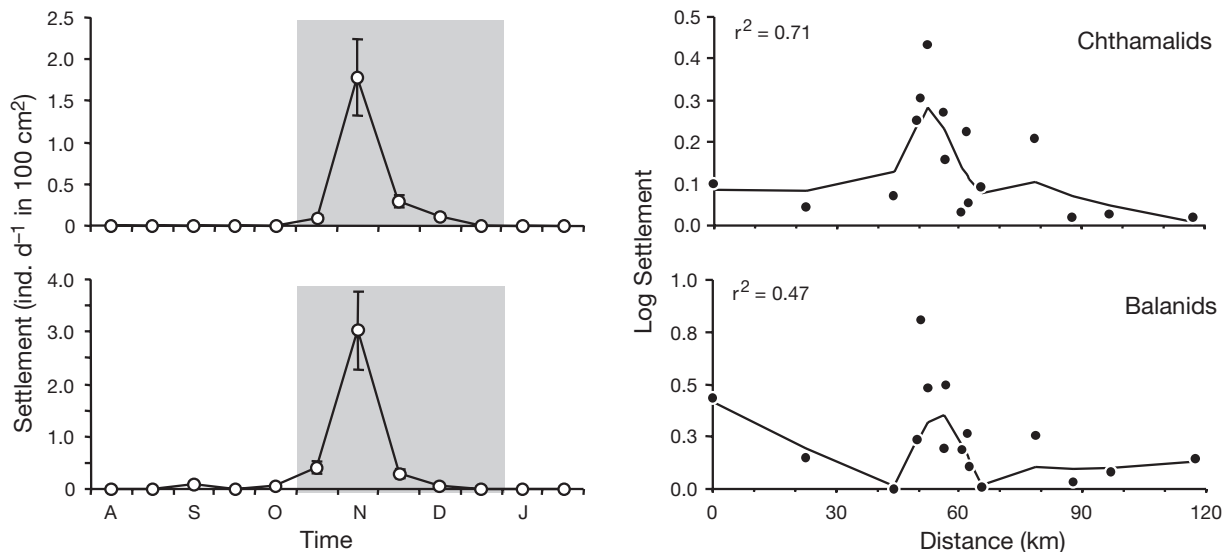 Settlement (ind. d⁻¹ in 100 cm²)
2.5
2.0
1.5
1.0
0.5
0
4.0
3.0
2.0
1.0
0
A S O N D J
Time
Log Settlement
0.5
0.4
0.3
0.2
0.1
0.0
r² = 0.71
Chthamalids
1.0
0.8
0.5
0.3
0.0
r² = 0.47
Balanids
0 30 60 90 120
Distance (km)